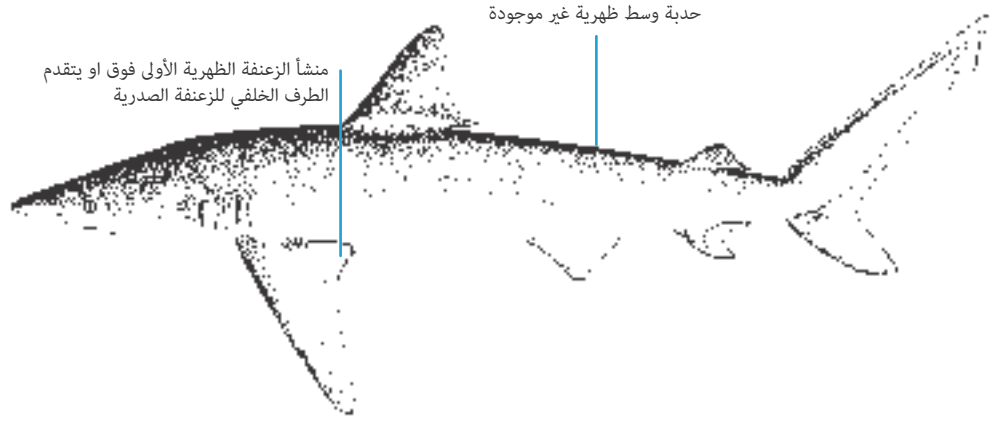 حدبة وسط ظهرية غير موجودة
منشأ الزعنفة الظهرية الأولى فوق او يتقدم
الطرف الخلفي للزعنفة الصدرية